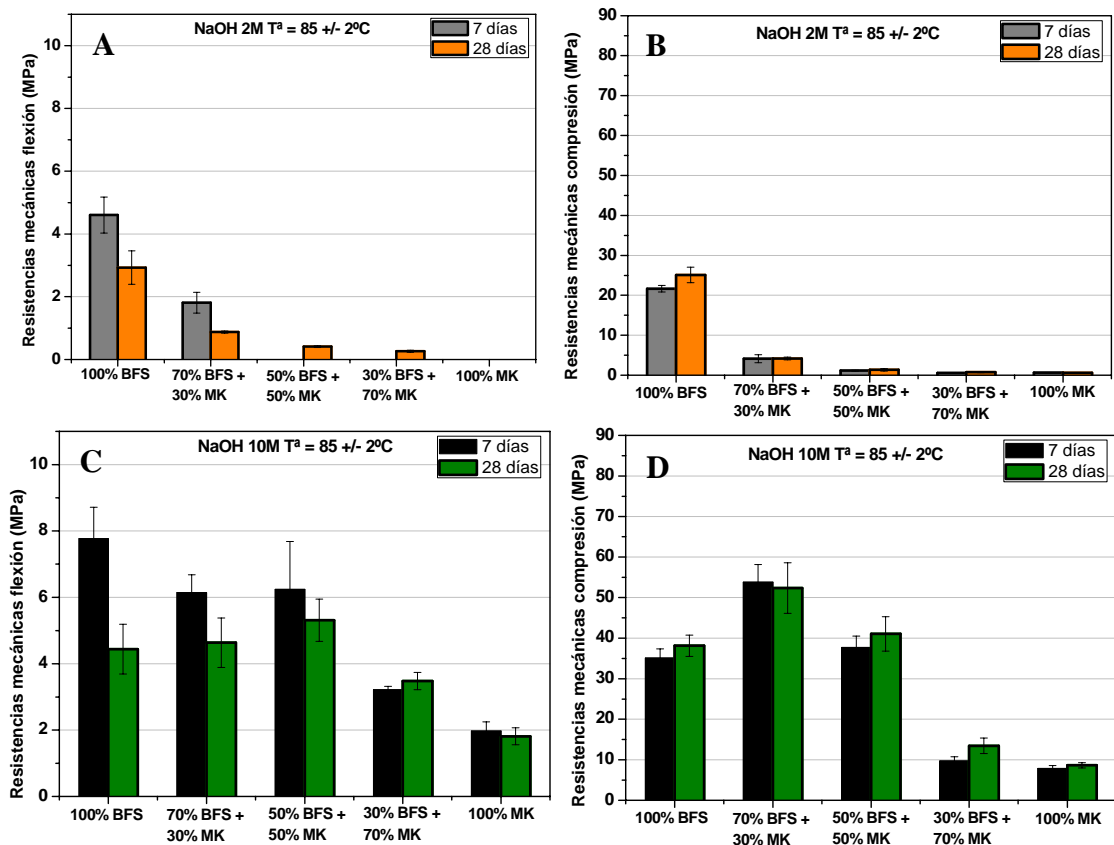 A
NaOH 2M Tª = 85 +/- 2ºC
7 días
28 días
Resistencias mecánicas flexión (MPa)
10
8
6
4
2
0
100% BFS
70% BFS +
30% MK
50% BFS +
50% MK
30% BFS +
70% MK
100% MK
B
NaOH 2M Tª = 85 +/- 2ºC
7 días
28 días
Resistencias mecánicas compresión (MPa)
90
80
70
60
50
40
30
20
10
0
100% BFS
70% BFS +
30% MK
50% BFS +
50% MK
30% BFS +
70% MK
100% MK
C
NaOH 10M Tª = 85 +/- 2ºC
7 días
28 días
Resistencias mecánicas flexión (MPa)
10
8
6
4
2
0
100% BFS
70% BFS +
30% MK
50% BFS +
50% MK
30% BFS +
70% MK
100% MK
D
NaOH 10M Tª = 85 +/- 2ºC
7 días
28 días
Resistencias mecánicas compresión (MPa)
90
80
70
60
50
40
30
20
10
0
100% BFS
70% BFS +
30% MK
50% BFS +
50% MK
30% BFS +
70% MK
100% MK